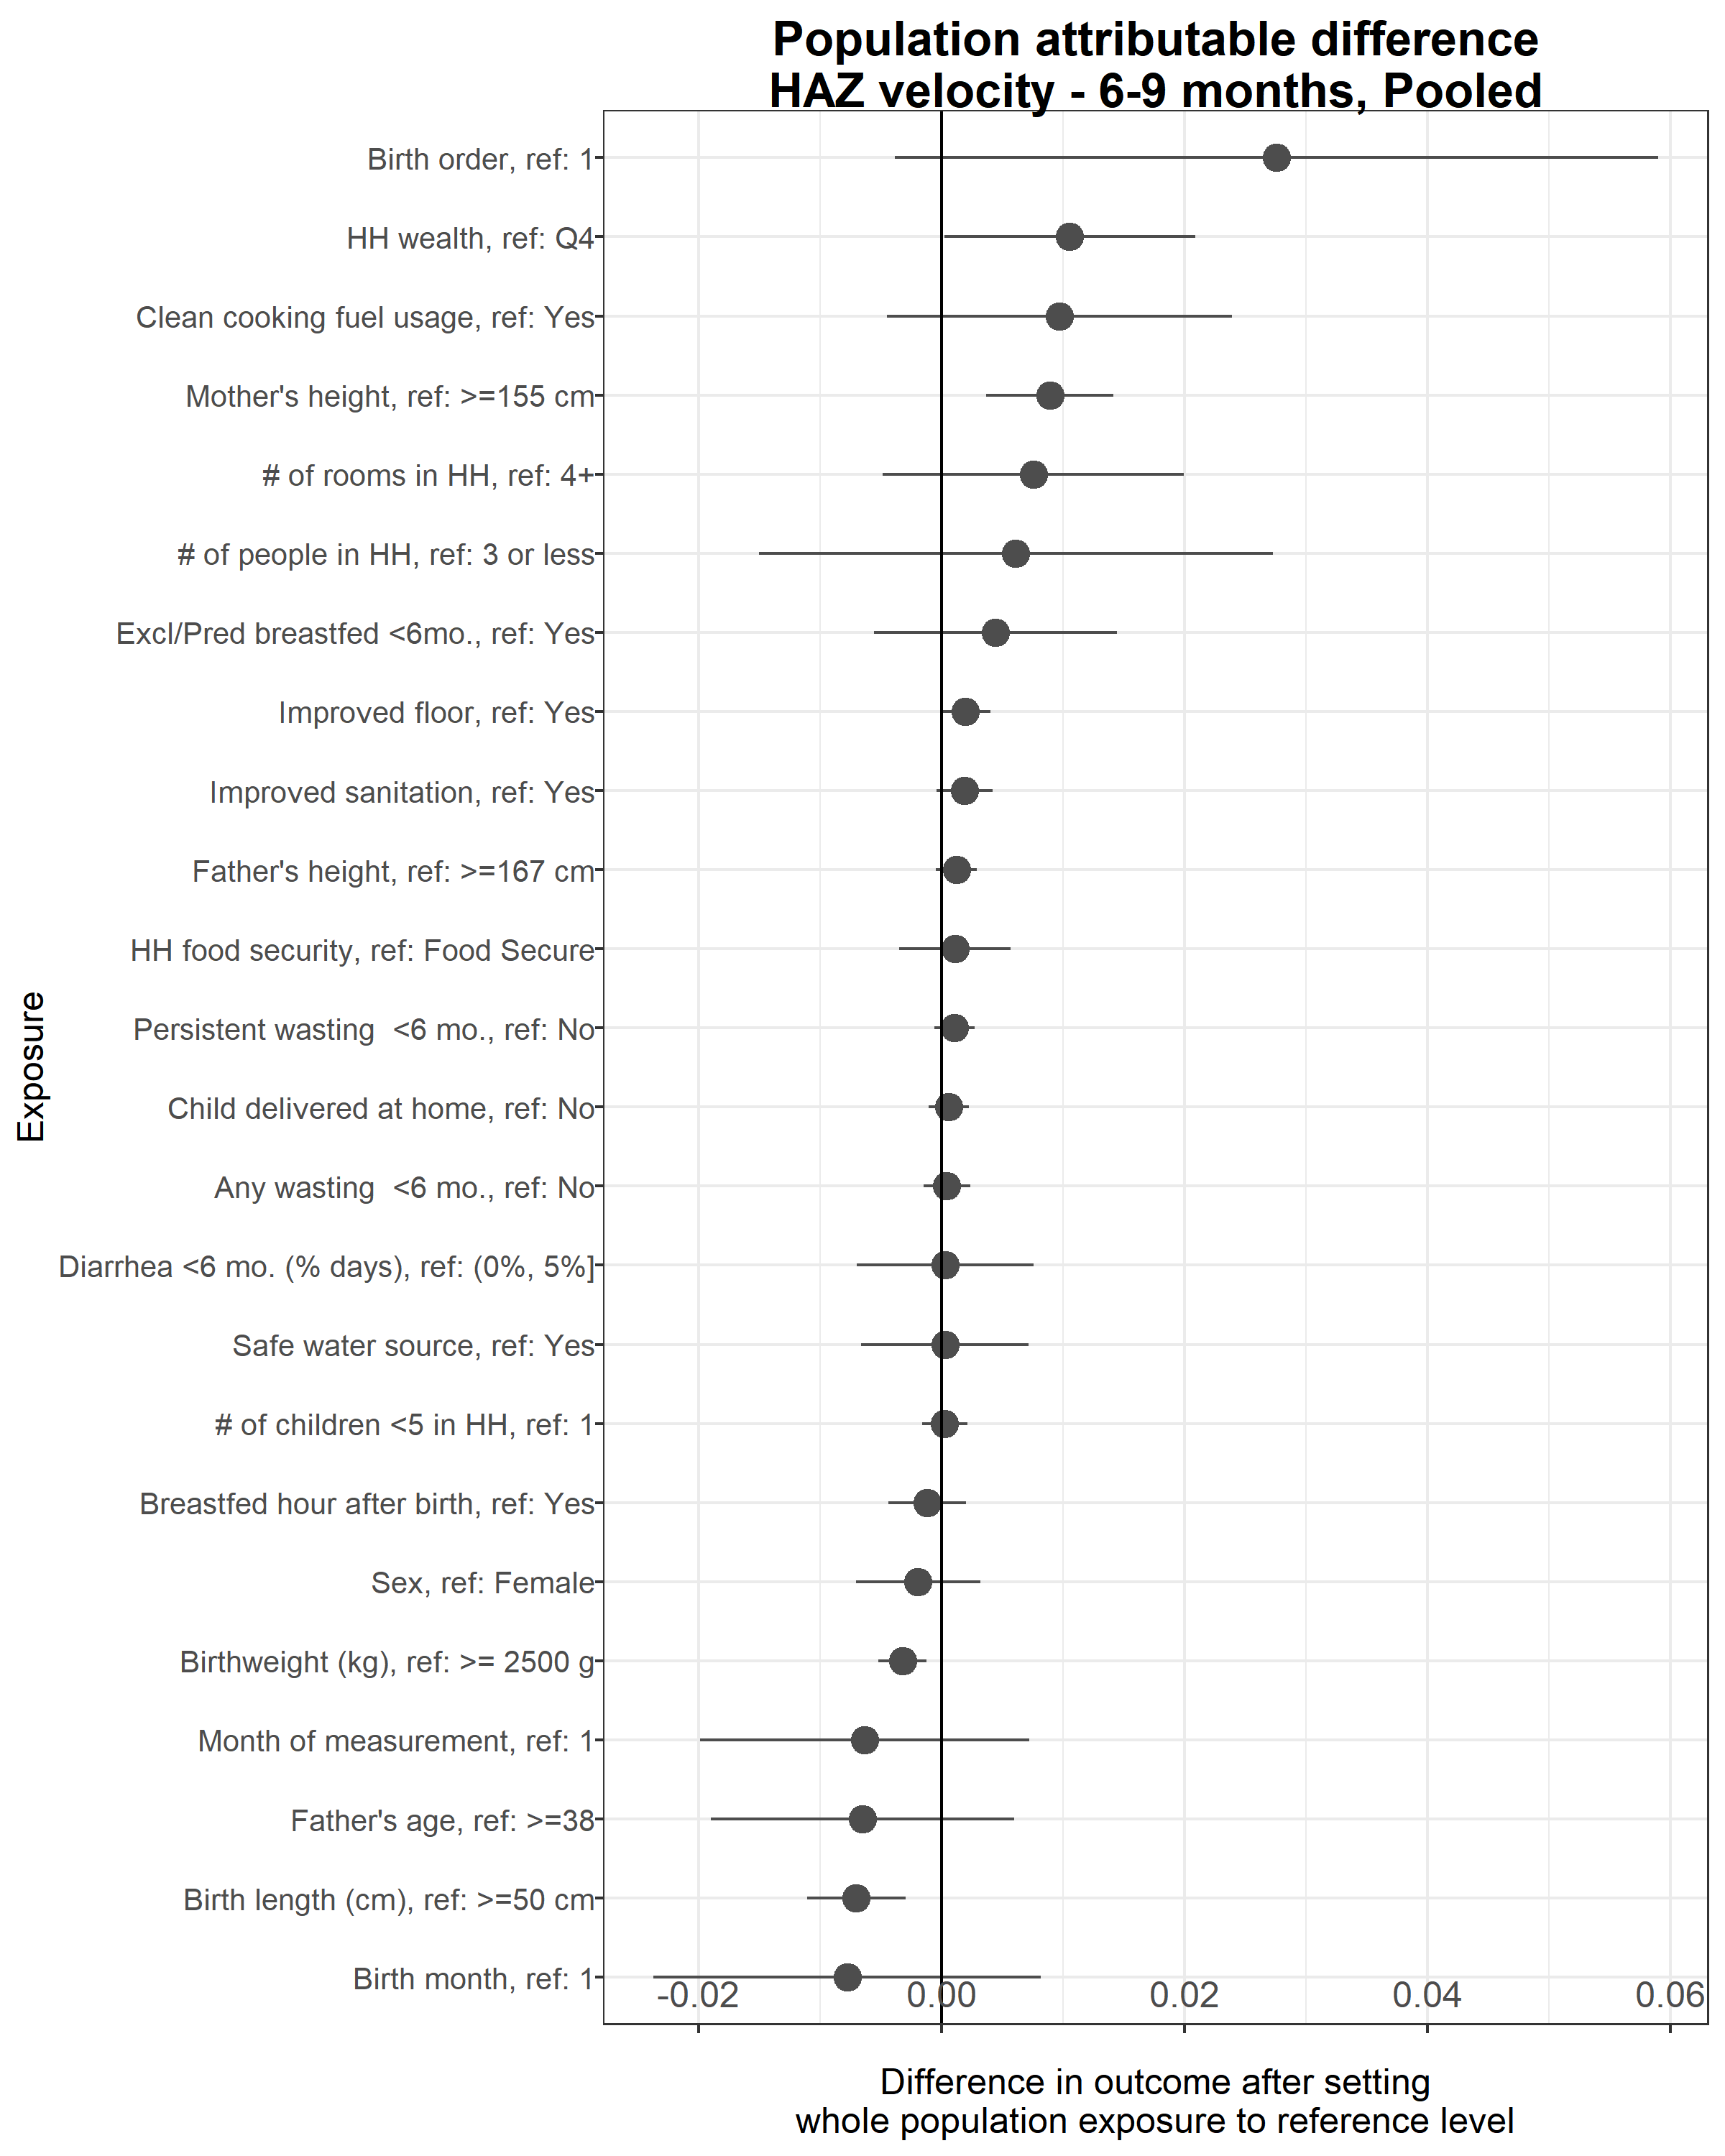 Population attributable difference
HAZ velocity - 6-9 months, Pooled
Birth order, ref: 1
HH wealth, ref: Q4
Clean cooking fuel usage, ref: Yes
Mother's height, ref: >=155 cm
# of rooms in HH, ref: 4+
# of people in HH, ref: 3 or less
Excl/Pred breastfed <6mo., ref: Yes
Improved floor, ref: Yes
Improved sanitation, ref: Yes
Father's height, ref: >=167 cm
HH food security, ref: Food Secure
Persistent wasting  <6 mo., ref: No
Child delivered at home, ref: No
Any wasting  <6 mo., ref: No
Diarrhea <6 mo. (% days), ref: (0%, 5%]
Safe water source, ref: Yes
# of children <5 in HH, ref: 1
Breastfed hour after birth, ref: Yes
Sex, ref: Female
Birthweight (kg), ref: >= 2500 g
Month of measurement, ref: 1
Father's age, ref: >=38
Birth length (cm), ref: >=50 cm
Birth month, ref: 1
Exposure
-0.02 0.00 0.02 0.04 0.06
Difference in outcome after setting
whole population exposure to reference level